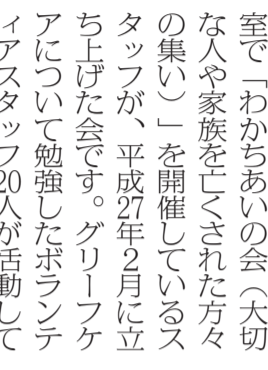 室で「わかちあいの会（大切
な人や家族を亡くされた方々
の集い）」を開催しているス
タッフが、平成27年２月に立
ち上げた会です。グリーフケ
アについて勉強したボランテ
ィアスタッフ20人が活動して